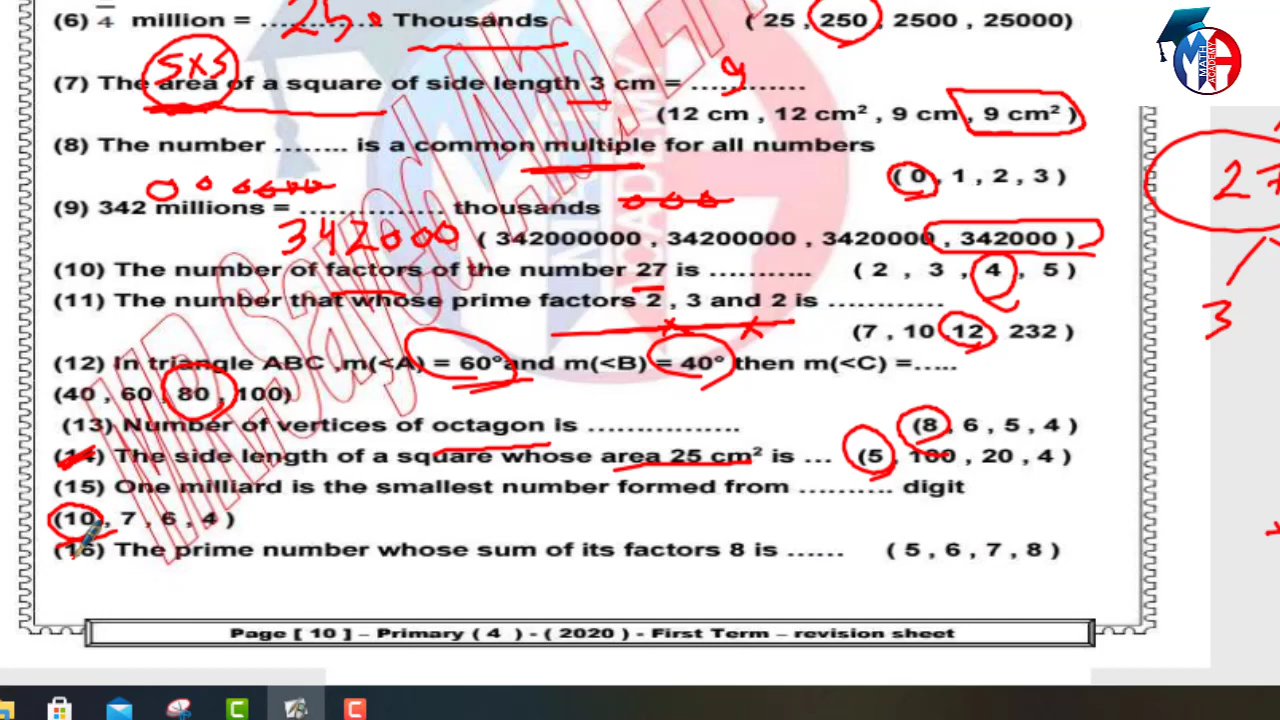 (6) 4 million = ............. Thousands ( 25 , 250 , 2500 , 25000)
25.
5x5
(7) The area of a square of side length 3 cm = ............
9
(12 cm , 12 cm² , 9 cm , 9 cm² )
(8) The number ........ is a common multiple for all numbers
( 0 , 1 , 2 , 3 )
27
(9) 342 millions = ............... thousands
000
342000
( 342000000 , 34200000 , 3420000 , 342000 )
(10) The number of factors of the number 27 is ........... ( 2 , 3 , 4 , 5 )
(11) The number that whose prime factors 2 , 3 and 2 is ............
3
(7 , 10 , 12 , 232 )
(12) In triangle ABC ,m(<A) = 60° and m(<B) = 40° then m(<C) =.....
(40 , 60 , 80 , 100)
(13) Number of vertices of octagon is ................ (8 , 6 , 5 , 4 )
(14) The side length of a square whose area 25 cm² is ... (5 , 100 , 20 , 4 )
(15) One milliard is the smallest number formed from .......... digit
(10 , 7 , 6 , 4 )
(16) The prime number whose sum of its factors 8 is ...... ( 5 , 6 , 7 , 8 )
Page [ 10 ] – Primary ( 4 ) - ( 2020 ) - First Term – revision sheet
MATH ACADEMY